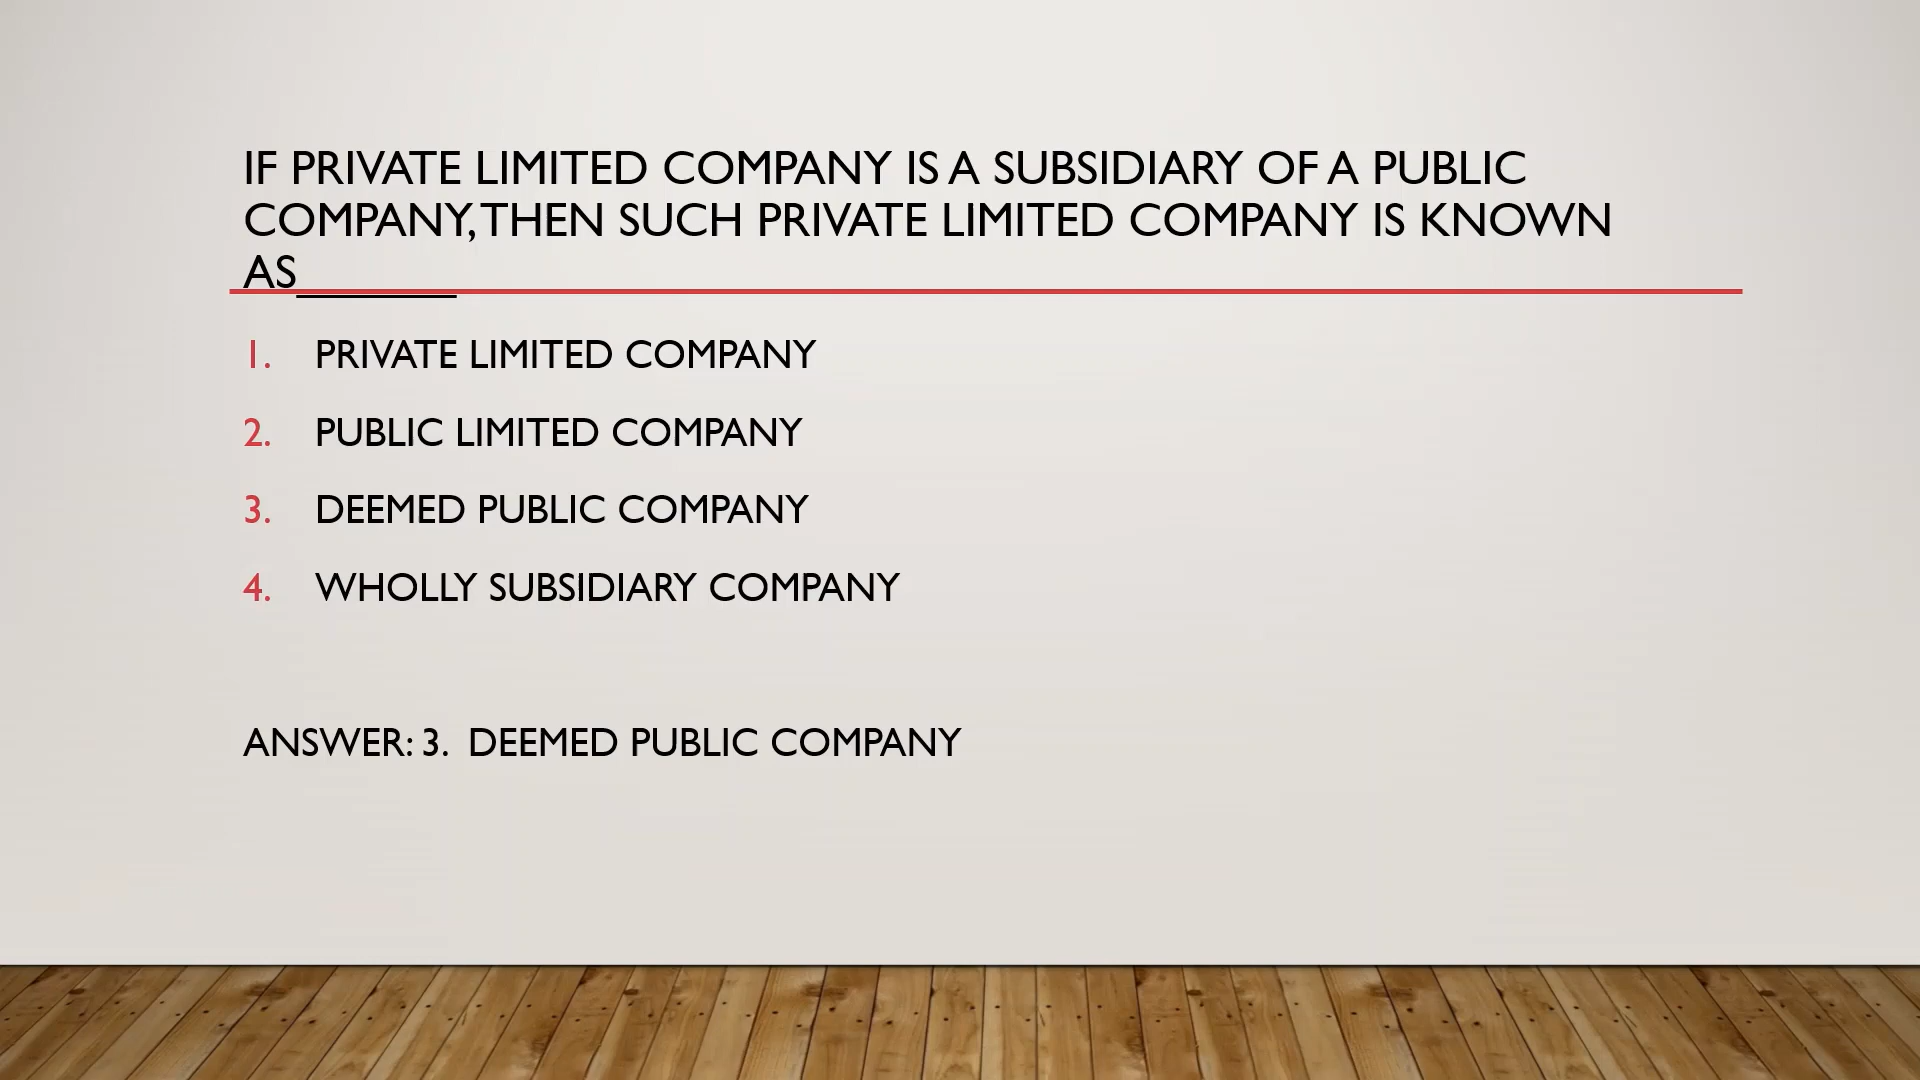 IF PRIVATE LIMITED COMPANY IS A SUBSIDIARY OF A PUBLIC
COMPANY, THEN SUCH PRIVATE LIMITED COMPANY IS KNOWN
AS______
1. PRIVATE LIMITED COMPANY
2. PUBLIC LIMITED COMPANY
3. DEEMED PUBLIC COMPANY
4. WHOLLY SUBSIDIARY COMPANY
ANSWER: 3. DEEMED PUBLIC COMPANY